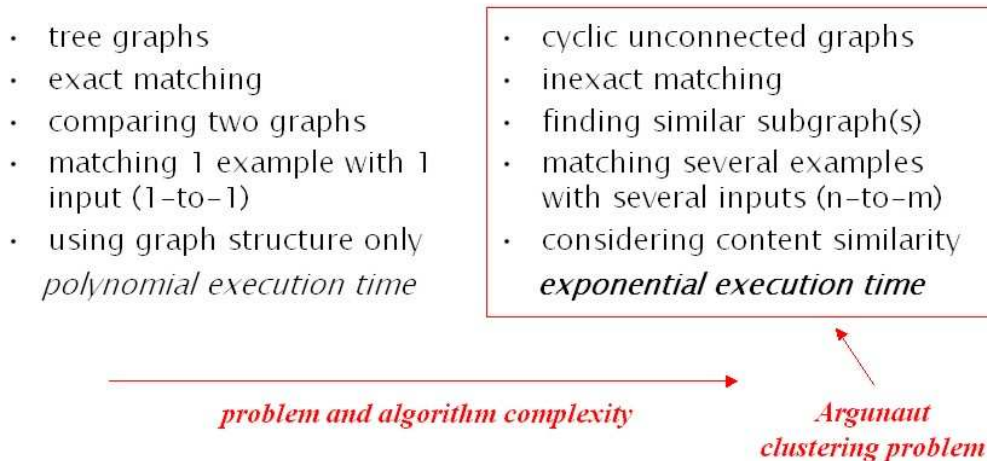 · tree graphs
· exact matching
· comparing two graphs
· matching 1 example with 1
input (1-to-1)
· using graph structure only
polynomial execution time
· cyclic unconnected graphs
· inexact matching
· finding similar subgraph(s)
· matching several examples
with several inputs (n-to-m)
· considering content similarity
exponential execution time
problem and algorithm complexity
Argunaut
clustering problem